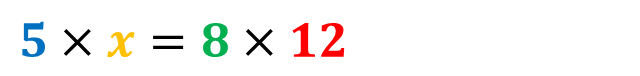 5 × x = 8 × 12